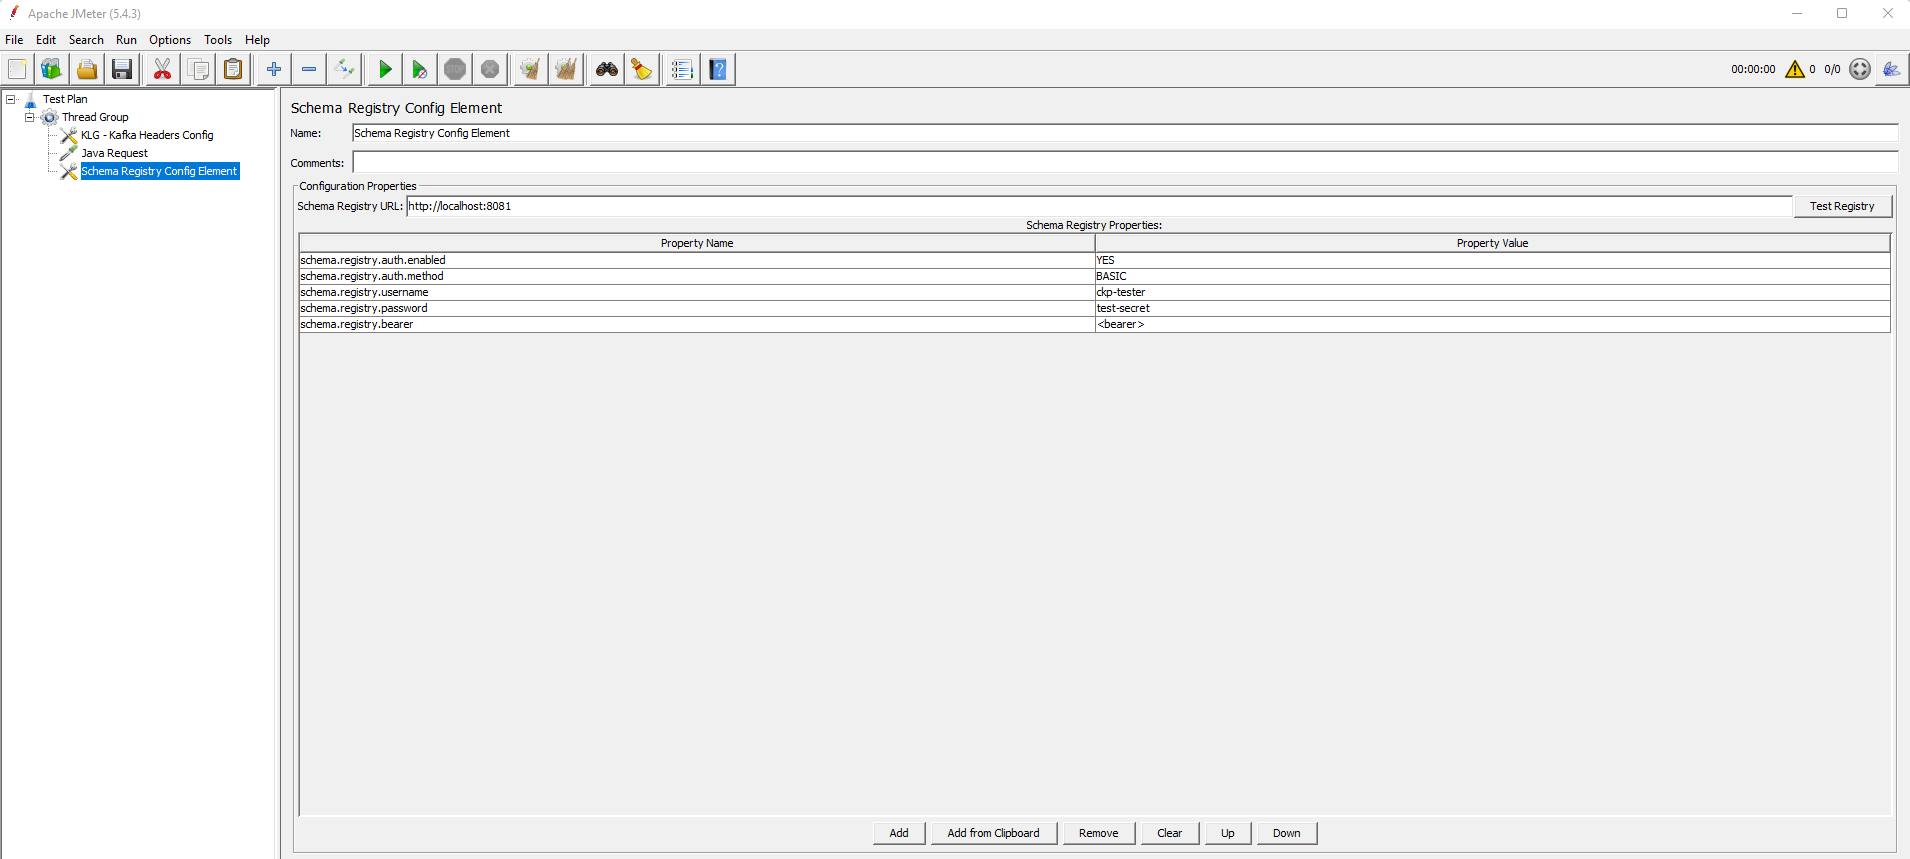 Apache JMeter (5.4.3)
File Edit Search Run Options Tools Help
STOP
00:00:00 0 0/0
Test Plan
Thread Group
KLG - Kafka Headers Config
Java Request
Schema Registry Config Element
Schema Registry Config Element
Name: Schema Registry Config Element
Comments:
Configuration Properties
Schema Registry URL: http://localhost:8081 Test Registry
Schema Registry Properties:
Property Name Property Value
schema.registry.auth.enabled YES
schema.registry.auth.method BASIC
schema.registry.username ckp-tester
schema.registry.password test-secret
schema.registry.bearer <bearer>
Add Add from Clipboard Remove Clear Up Down